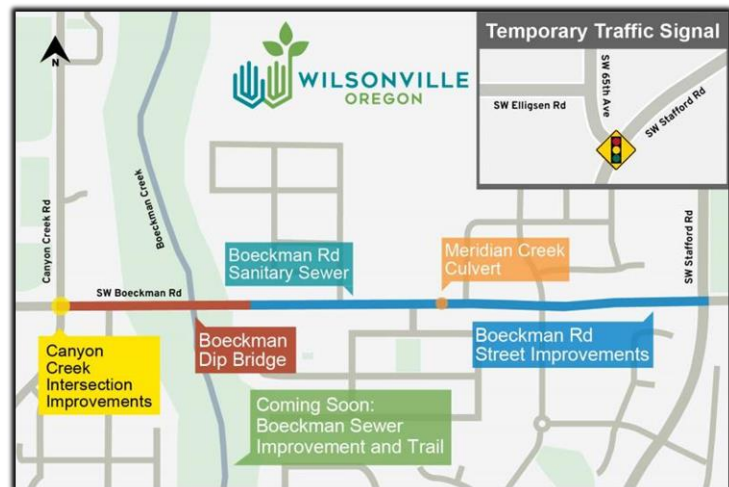 N
WILSONVILLE
OREGON
Temporary Traffic Signal
SW Elligsen Rd
SW 65th Ave
SW Stafford Rd
Canyon Creek Rd
Boeckman Creek
SW Boeckman Rd
Boeckman Rd
Sanitary Sewer
Meridian Creek
Culvert
SW Stafford Rd
Canyon
Creek
Intersection
Improvements
Boeckman
Dip Bridge
Boeckman Rd
Street Improvements
Coming Soon:
Boeckman Sewer
Improvement and Trail